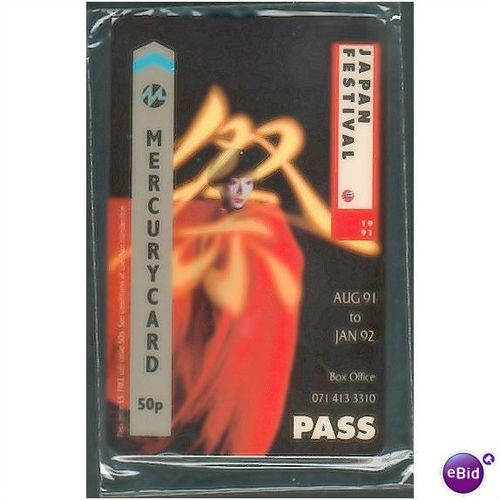 MERCURYCARD
50p
JAPAN
FESTIVAL
19
91
AUG 91
to
JAN 92
Box Office
071 413 3310
PASS
eBid